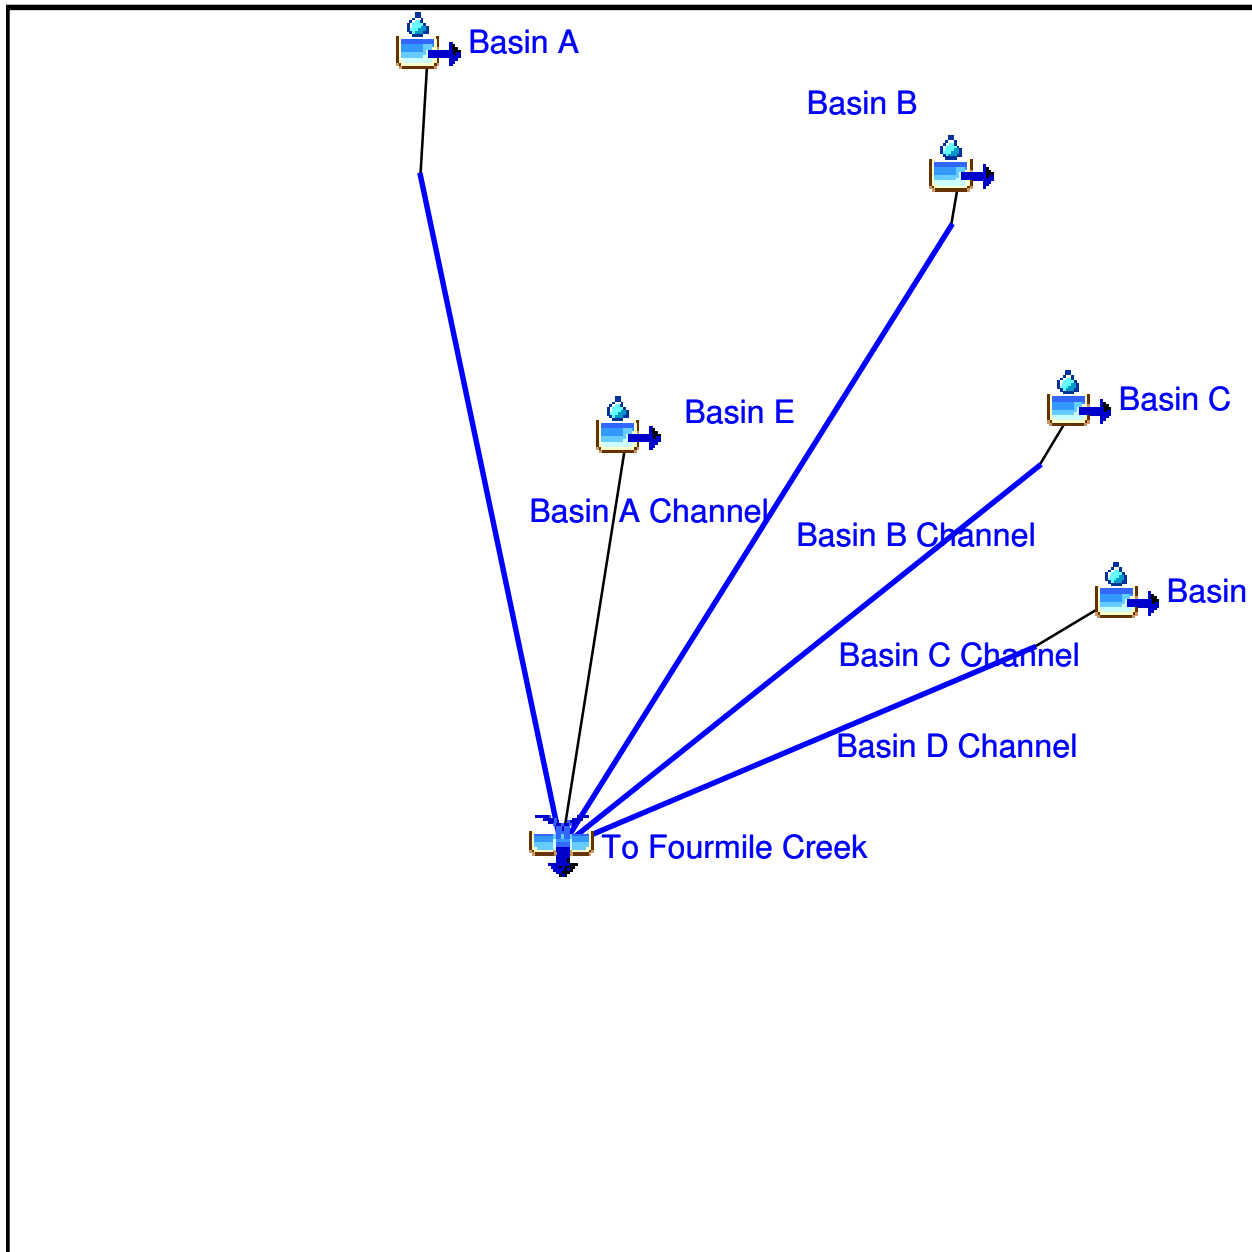 Basin A
Basin B
Basin C
Basin E
Basin A Channel
Basin B Channel
Basin
Basin C Channel
Basin D Channel
To Fourmile Creek